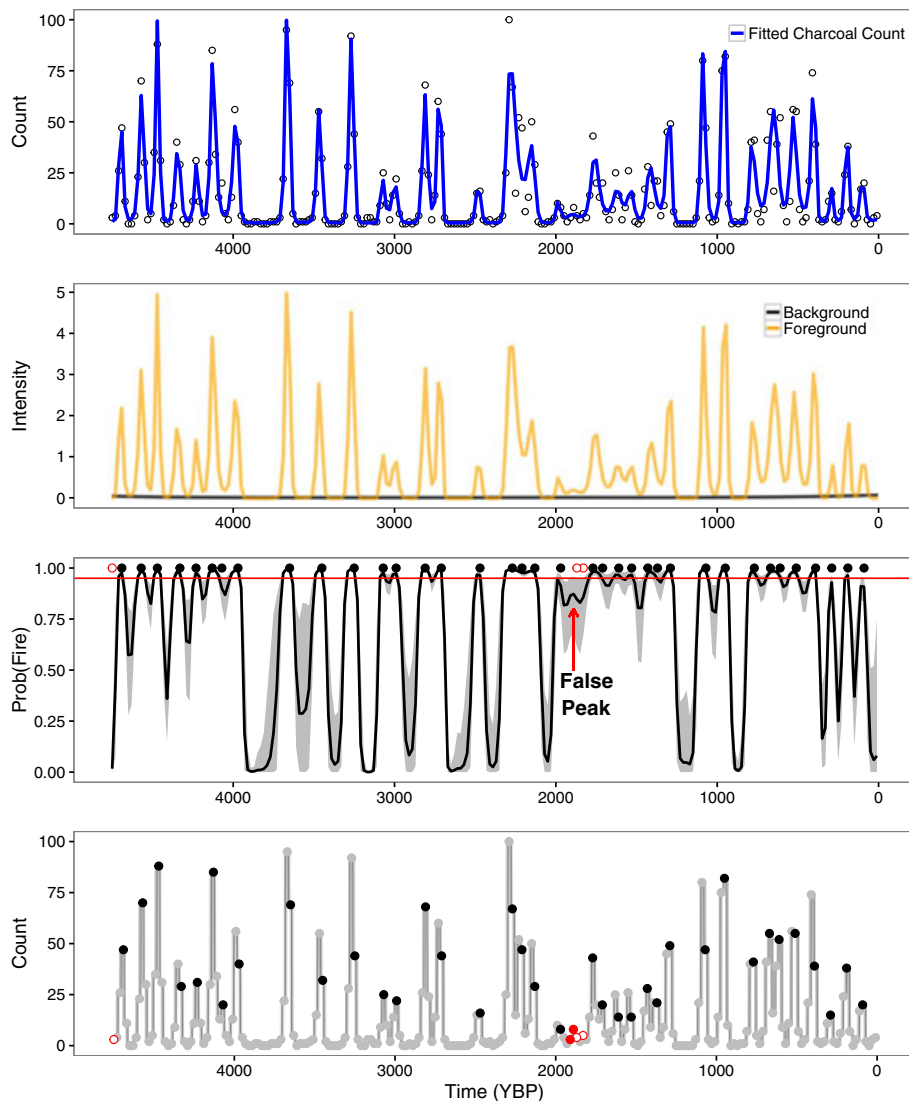 100
75
50
25
0
Count
Fitted Charcoal Count
4000 3000 2000 1000 0
5
4
3
2
1
0
Intensity
Background
Foreground
4000 3000 2000 1000 0
1.00
0.75
0.50
0.25
0.00
Prob(Fire)
False
Peak
4000 3000 2000 1000 0
100
75
50
25
0
Count
4000 3000 2000 1000 0
Time (YBP)